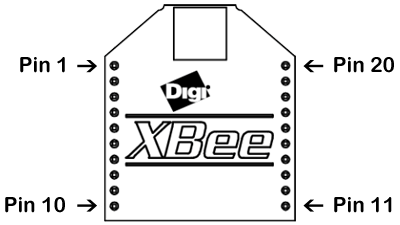 Pin 1 → ← Pin 20
Digi
XBee
Pin 10 → ← Pin 11